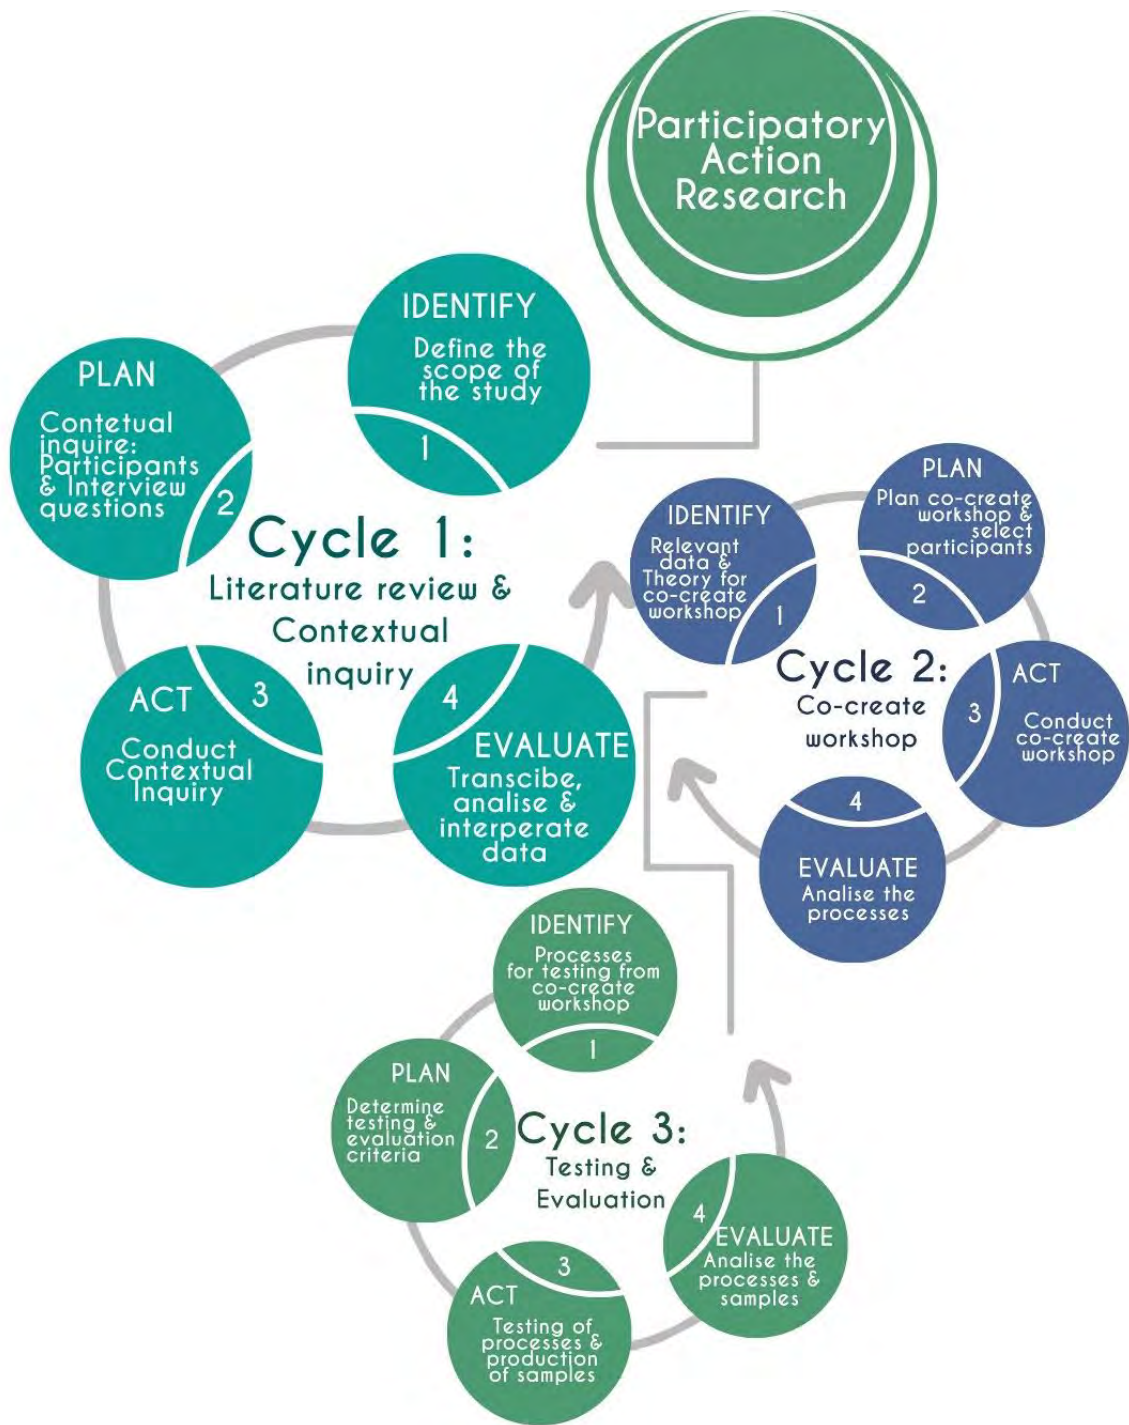 Participatory
Action
Research
IDENTIFY
Define the
scope of
the study
1
PLAN
Contetual
inquire:
Participants
& Interview
questions
2
Cycle 1:
Literature review &
Contextual
inquiry
ACT
3
Conduct
Contextual
Inquiry
4
EVALUATE
Transcibe,
analise &
interperate
data
IDENTIFY
Relevant
data &
Theory for
co-create
workshop
1
PLAN
Plan co-create
workshop &
select
participants
2
Cycle 2:
Co-create
workshop
ACT
3
Conduct
co-create
workshop
4
EVALUATE
Analise the
processes
IDENTIFY
Processes
for testing from
co-create
workshop
1
PLAN
Determine
testing &
evaluation
criteria
2
Cycle 3:
Testing &
Evaluation
3
ACT
Testing of
processes &
production
of samples
4
EVALUATE
Analise the
processes &
samples